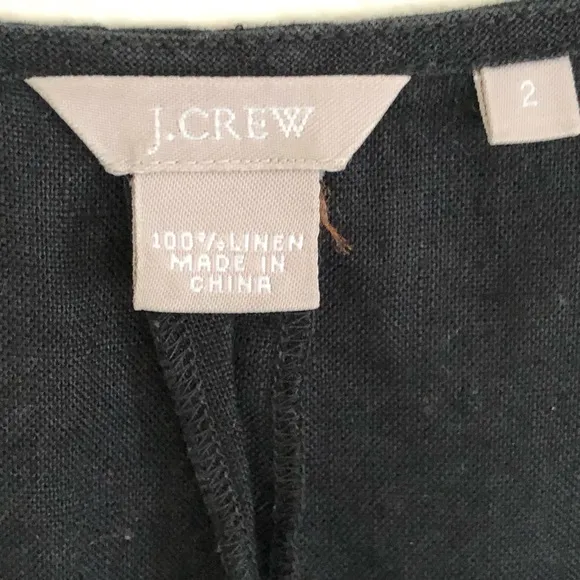 J.CREW
2
100% LINEN
MADE IN
CHINA